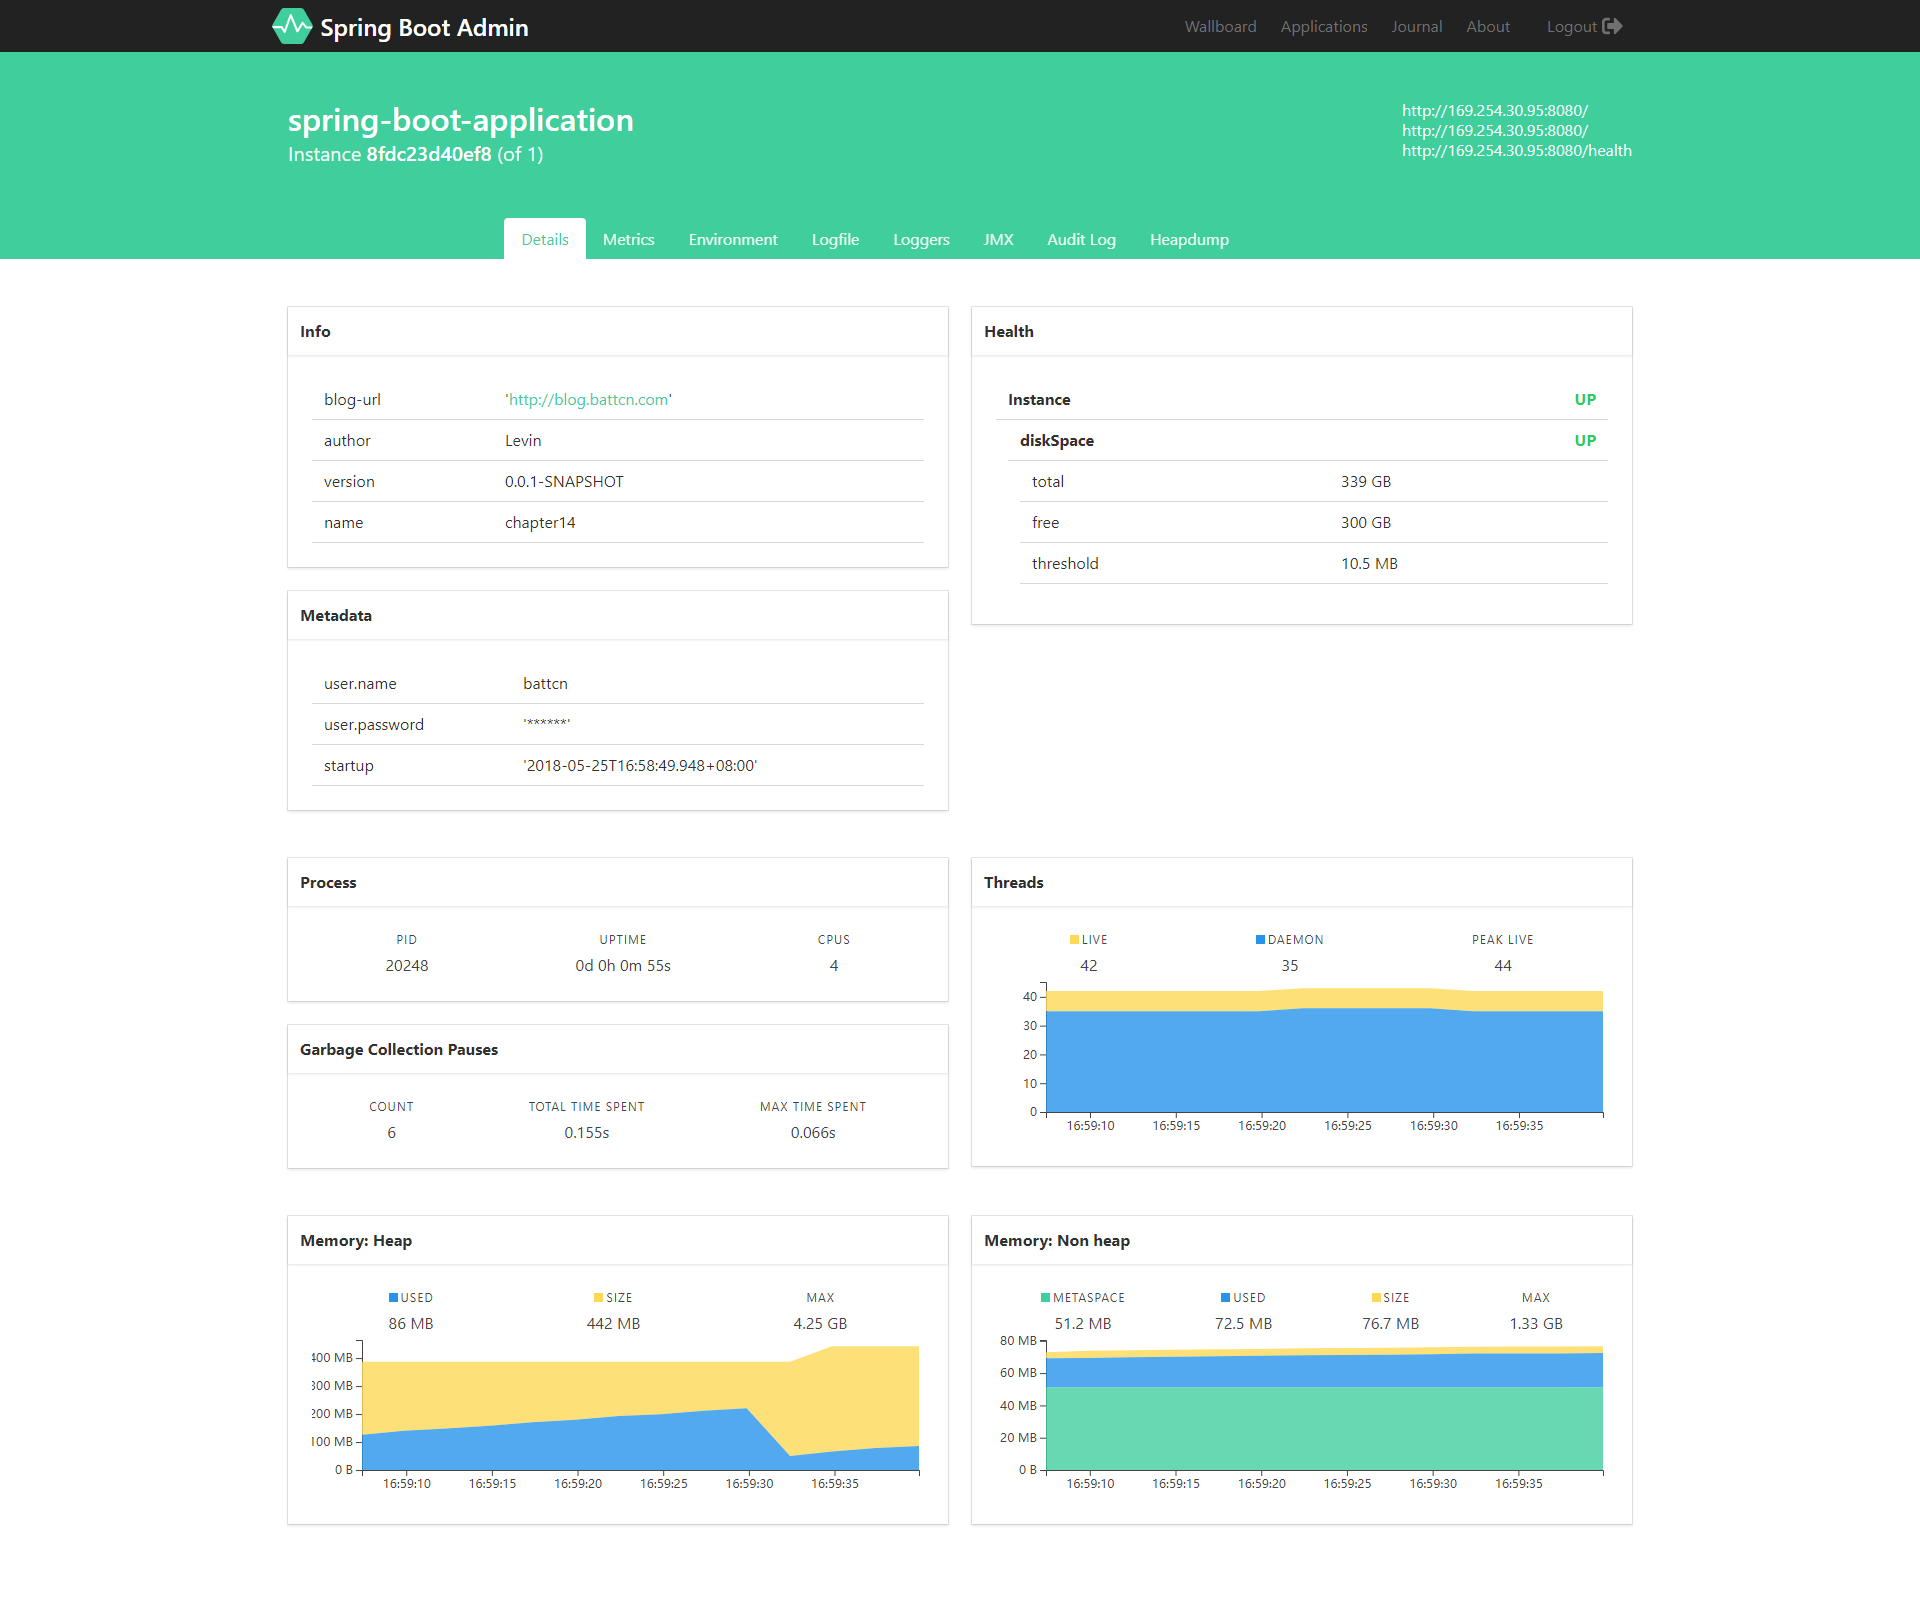 Spring Boot Admin
Wallboard Applications Journal About Logout
spring-boot-application
Instance 8fdc23d40ef8 (of 1)
http://169.254.30.95:8080/
http://169.254.30.95:8080/
http://169.254.30.95:8080/health
Details Metrics Environment Logfile Loggers JMX Audit Log Heapdump
Info
blog-url 'http://blog.battcn.com'
author Levin
version 0.0.1-SNAPSHOT
name chapter14
Health
Instance UP
diskSpace UP
total 339 GB
free 300 GB
threshold 10.5 MB
Metadata
user.name battcn
user.password '******'
startup '2018-05-25T16:58:49.948+08:00'
Process
PID UPTIME CPUS
20248 0d 0h 0m 55s 4
Garbage Collection Pauses
COUNT TOTAL TIME SPENT MAX TIME SPENT
6 0.155s 0.066s
Threads
LIVE DAEMON PEAK LIVE
42 35 44
40
30
20
10
0
16:59:10 16:59:15 16:59:20 16:59:25 16:59:30 16:59:35
Memory: Heap
USED SIZE MAX
86 MB 442 MB 4.25 GB
400 MB
300 MB
200 MB
100 MB
0 B
16:59:10 16:59:15 16:59:20 16:59:25 16:59:30 16:59:35
Memory: Non heap
METASPACE USED SIZE MAX
51.2 MB 72.5 MB 76.7 MB 1.33 GB
80 MB
60 MB
40 MB
20 MB
0 B
16:59:10 16:59:15 16:59:20 16:59:25 16:59:30 16:59:35